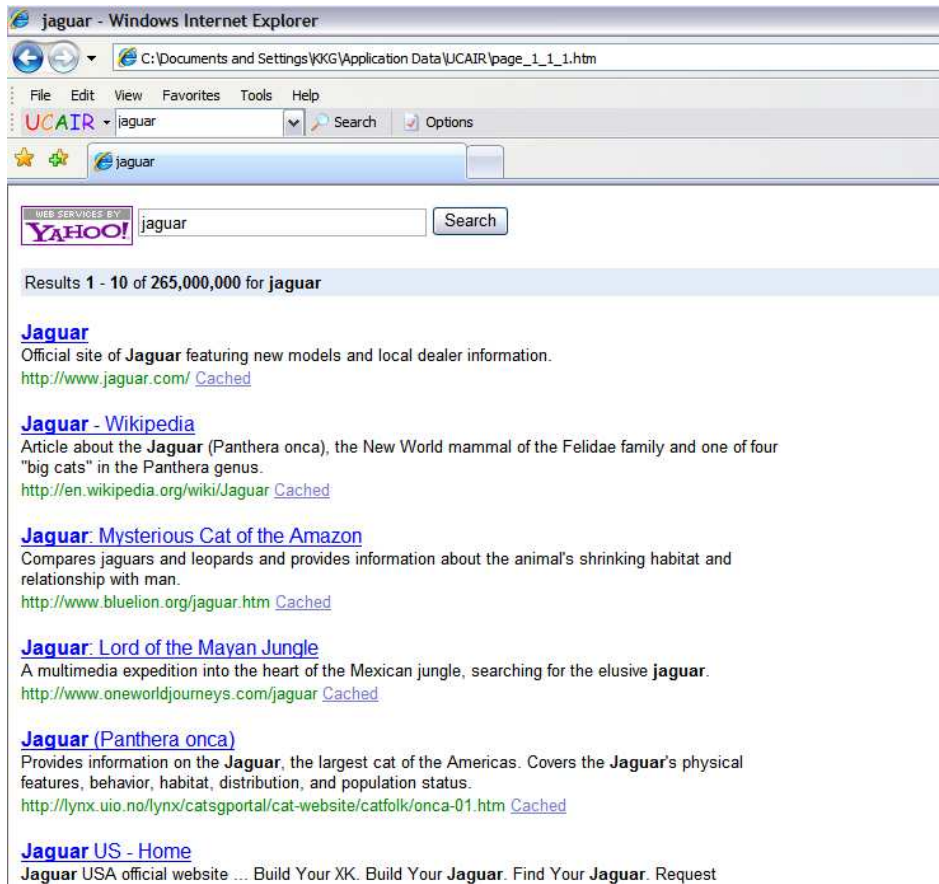 jaguar - Windows Internet Explorer
C:\Documents and Settings\KKG\Application Data\UCAIR\page_1_1_1.htm
File Edit View Favorites Tools Help
UCAIR jaguar Search Options
jaguar
WEB SERVICES BY
YAHOO! jaguar Search
Results 1 - 10 of 265,000,000 for jaguar
Jaguar
Official site of Jaguar featuring new models and local dealer information.
http://www.jaguar.com/ Cached
Jaguar - Wikipedia
Article about the Jaguar (Panthera onca), the New World mammal of the Felidae family and one of four
"big cats" in the Panthera genus.
http://en.wikipedia.org/wiki/Jaguar Cached
Jaguar: Mysterious Cat of the Amazon
Compares jaguars and leopards and provides information about the animal's shrinking habitat and
relationship with man.
http://www.bluelion.org/jaguar.htm Cached
Jaguar: Lord of the Mayan Jungle
A multimedia expedition into the heart of the Mexican jungle, searching for the elusive jaguar.
http://www.oneworldjourneys.com/jaguar Cached
Jaguar (Panthera onca)
Provides information on the Jaguar, the largest cat of the Americas. Covers the Jaguar's physical
features, behavior, habitat, distribution, and population status.
http://lynx.uio.no/lynx/catsgportal/cat-website/catfolk/onca-01.htm Cached
Jaguar US - Home
Jaguar USA official website ... Build Your XK. Build Your Jaguar. Find Your Jaguar. Request